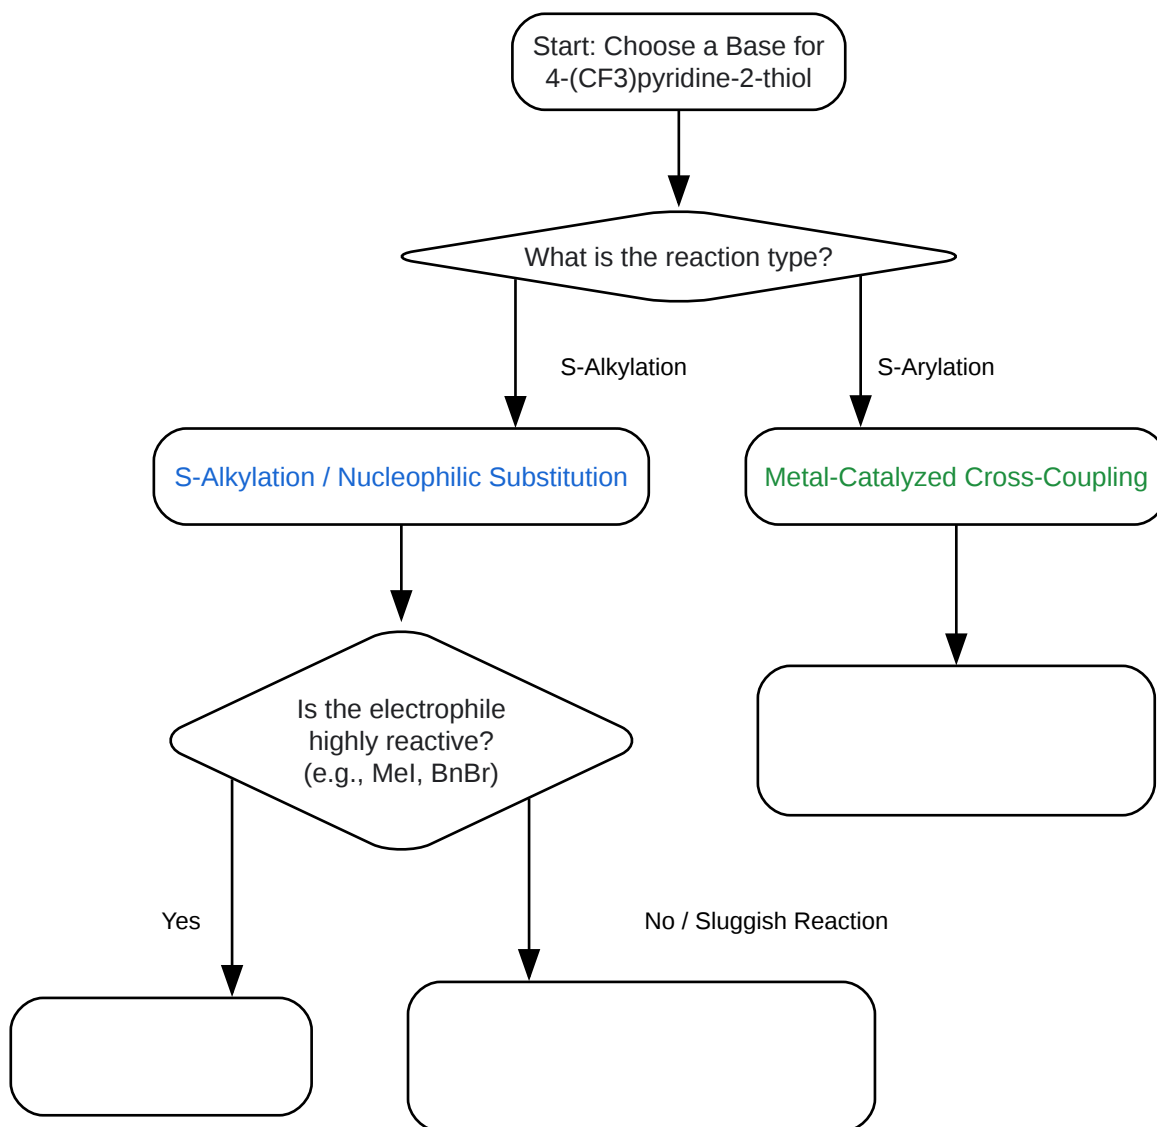 Start: Choose a Base for
4-(CF3)pyridine-2-thiol
What is the reaction type?
S-Alkylation
S-Arylation
S-Alkylation / Nucleophilic Substitution
Metal-Catalyzed Cross-Coupling
Is the electrophile
highly reactive?
(e.g., MeI, BnBr)
Yes
No / Sluggish Reaction